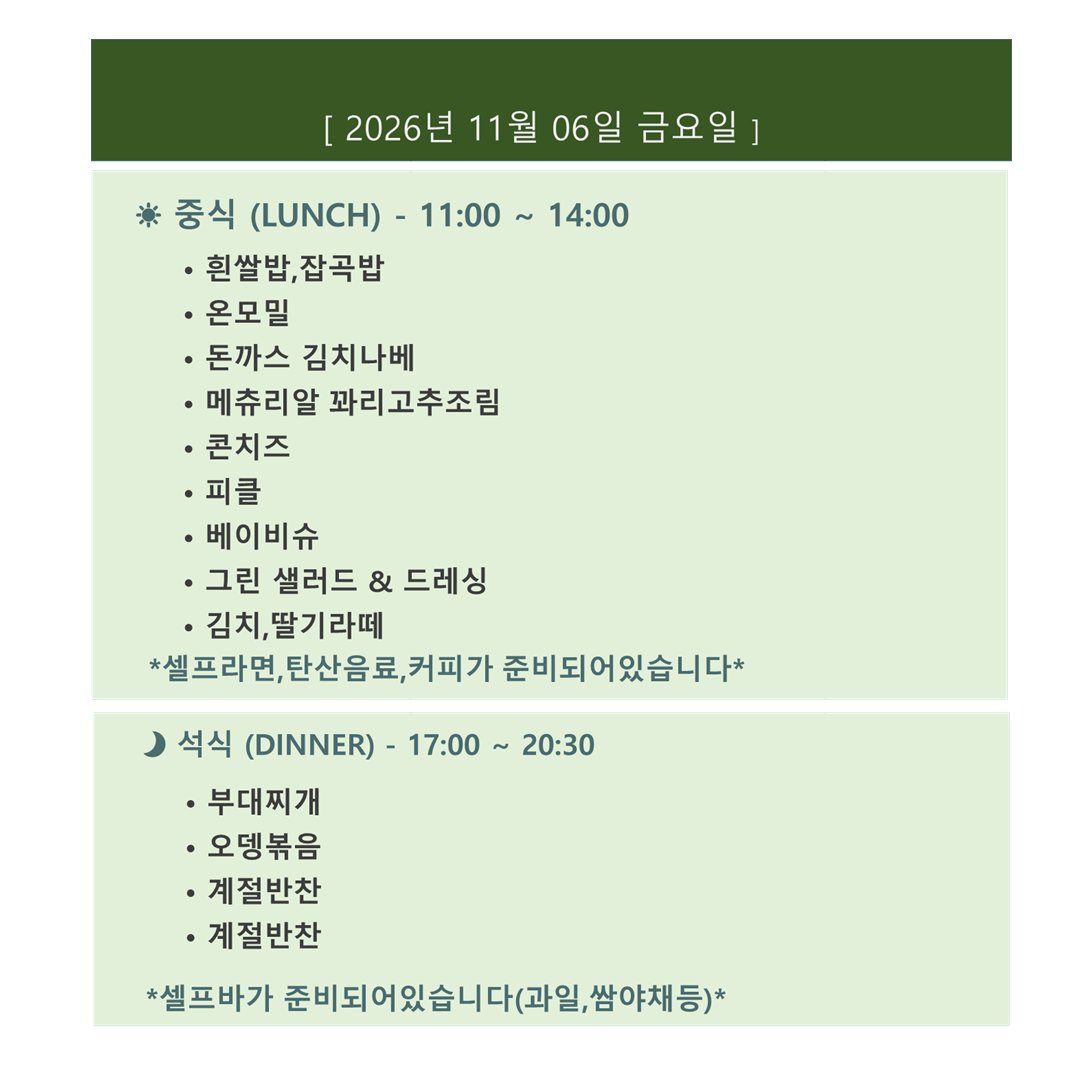 [ 2026년 11월 06일 금요일 ]
☀ 중식 (LUNCH) - 11:00 ~ 14:00
• 흰쌀밥,잡곡밥
• 온모밀
• 돈까스 김치나베
• 메츄리알 꽈리고추조림
• 콘치즈
• 피클
• 베이비슈
• 그린 샐러드 & 드레싱
• 김치,딸기라떼
*셀프라면,탄산음료,커피가 준비되어있습니다*
🌙 석식 (DINNER) - 17:00 ~ 20:30
• 부대찌개
• 오뎅볶음
• 계절반찬
• 계절반찬
*셀프바가 준비되어있습니다(과일,쌈야채등)*